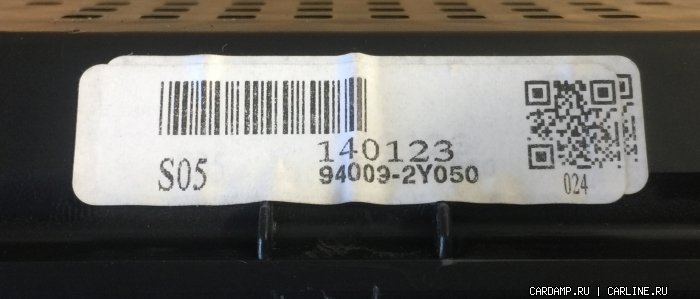 140123
S05
94009-2Y050
024
CARDAMP.RU | CARLINE.RU